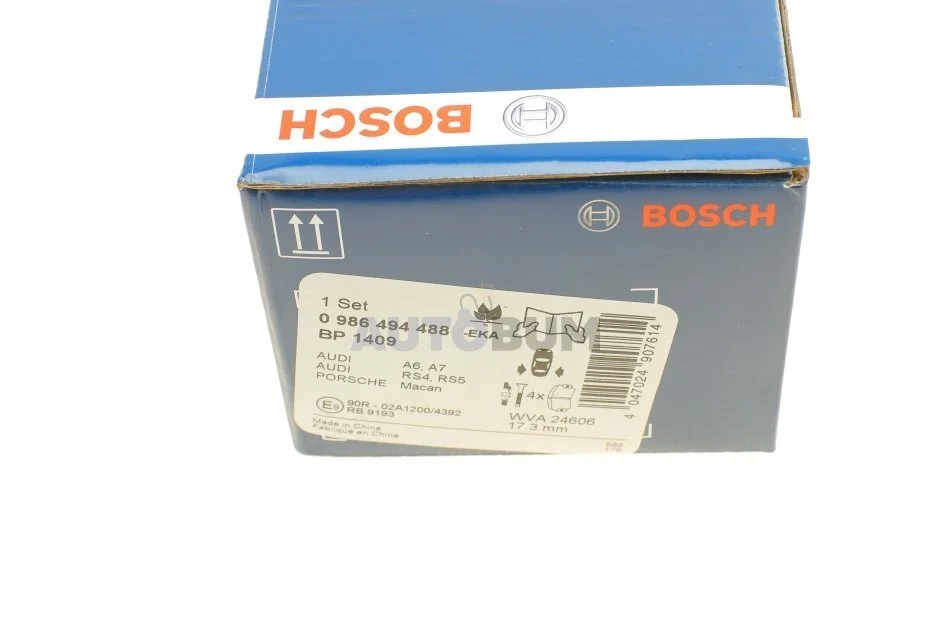 BOSCH
BOSCH
1 Set
0 986 494 488
-EKA
BP 1409
AUTOBUM
AUDI A6, A7
AUDI RS4, RS5
PORSCHE Macan
4x
E9 90R - 02A1200/4392
RB 9193
WVA 24606
17.3 mm
Made in China
Fabriqué en Chine
4 047024 907614